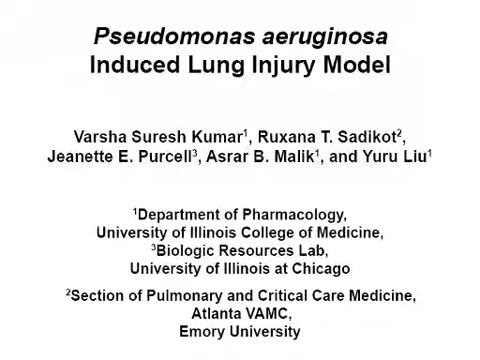 Pseudomonas aeruginosa
Induced Lung Injury Model
Varsha Suresh Kumar¹, Ruxana T. Sadikot²,
Jeanette E. Purcell³, Asrar B. Malik¹, and Yuru Liu¹
¹Department of Pharmacology,
University of Illinois College of Medicine,
³Biologic Resources Lab,
University of Illinois at Chicago
²Section of Pulmonary and Critical Care Medicine,
Atlanta VAMC,
Emory University